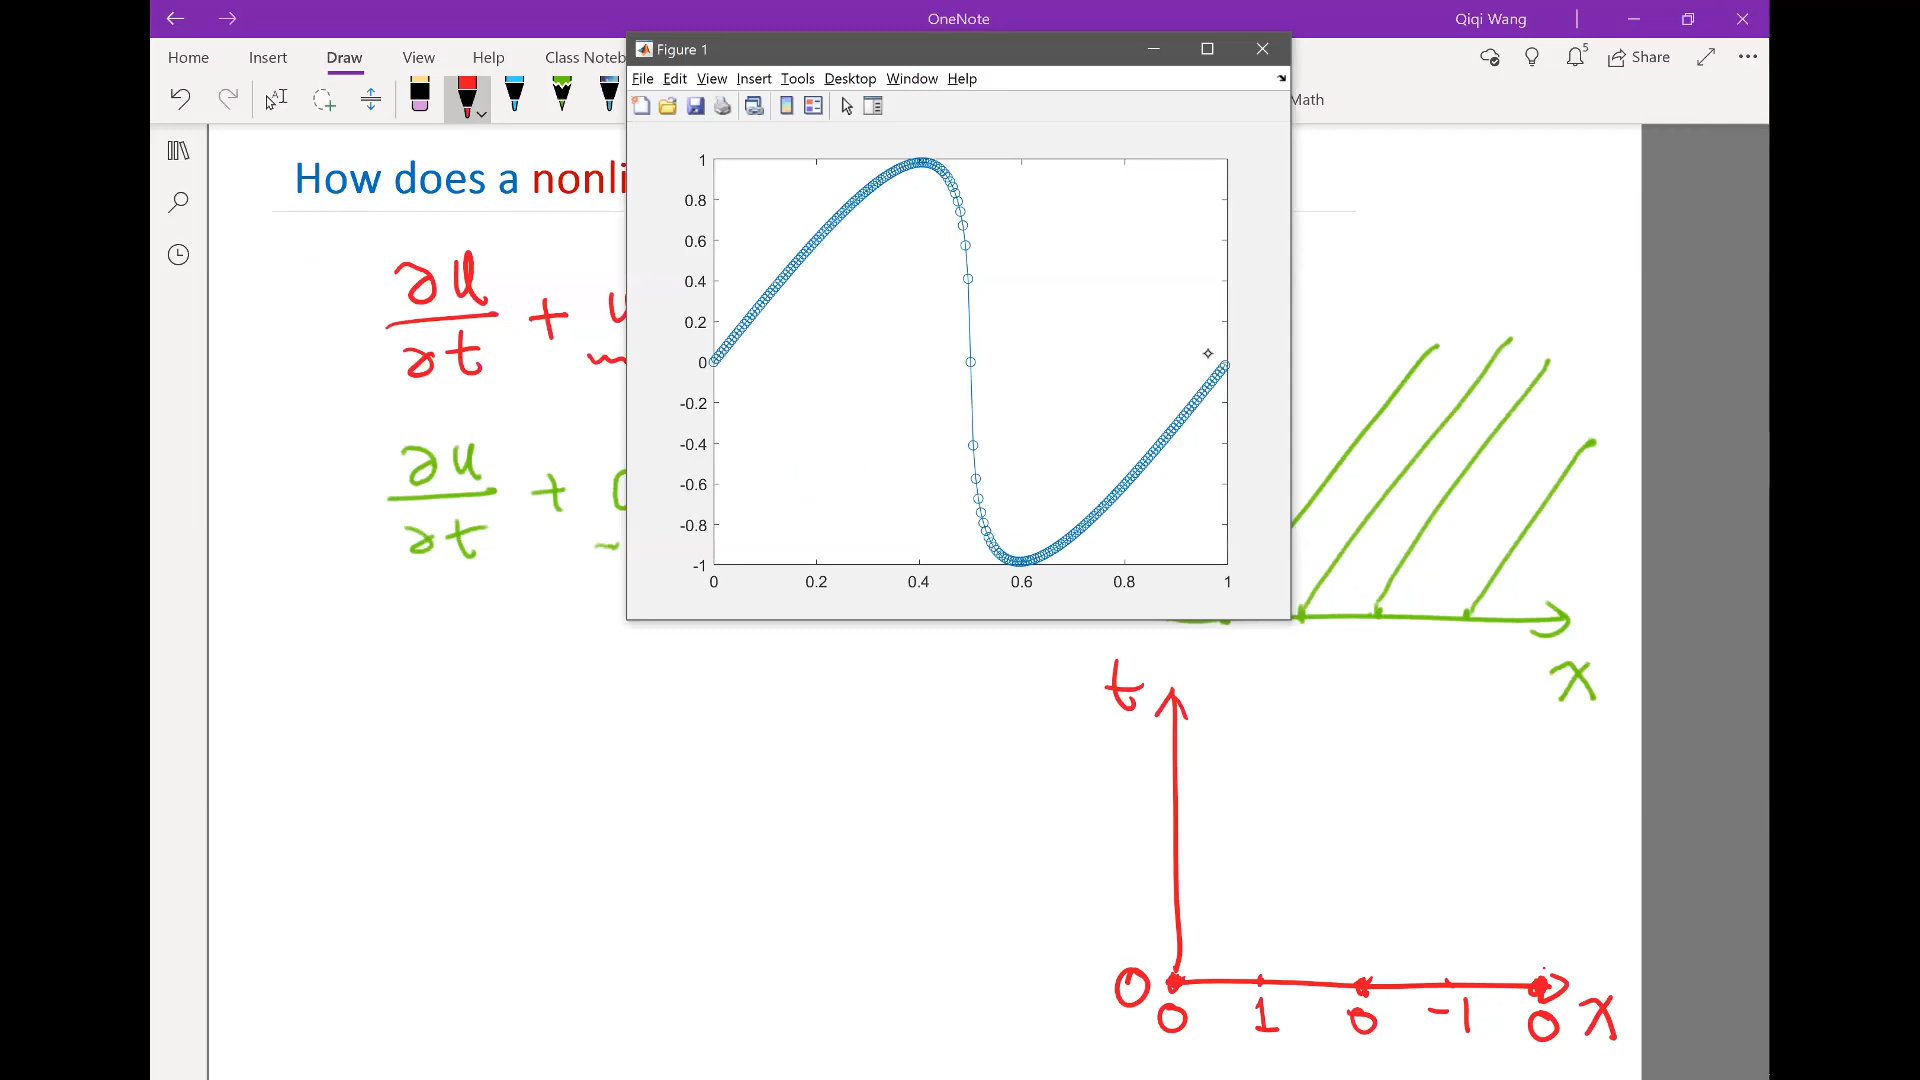 OneNote
Qiqi Wang
Home Insert Draw View Help Class Noteb
5
Share
Math
Figure 1
File Edit View Insert Tools Desktop Window Help
How does a nonli
∂u/∂t + u
∂u/∂t +
1
0.8
0.6
0.4
0.2
0
-0.2
-0.4
-0.6
-0.8
-1
0 0.2 0.4 0.6 0.8 1
x
t
0
0 1 0 -1 0 x